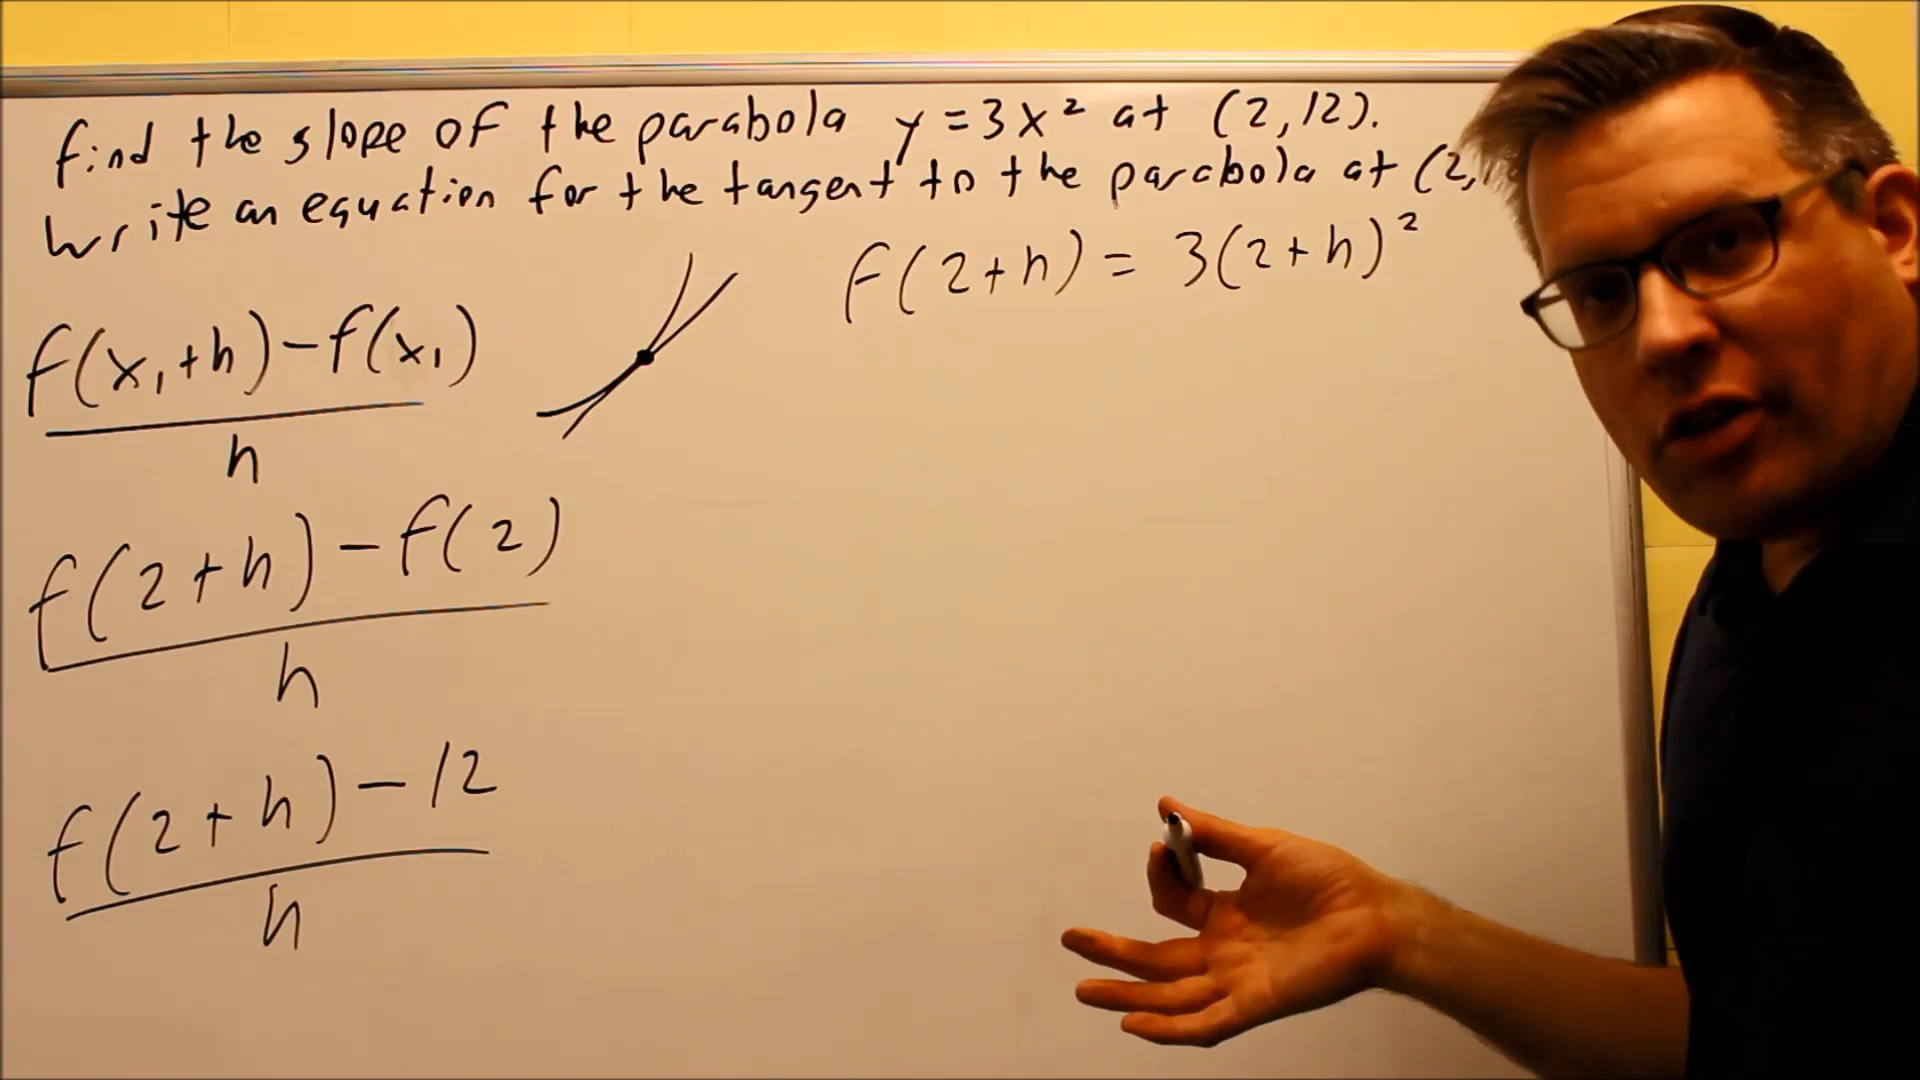 find the slope of the parabola y = 3x² at (2,12).
Write an equation for the tangent to the parabola at (2,
f(2+h) = 3(2+h)²
f(x₁+h) - f(x₁)
h
f(2+h) - f(2)
h
f(2+h) - 12
h